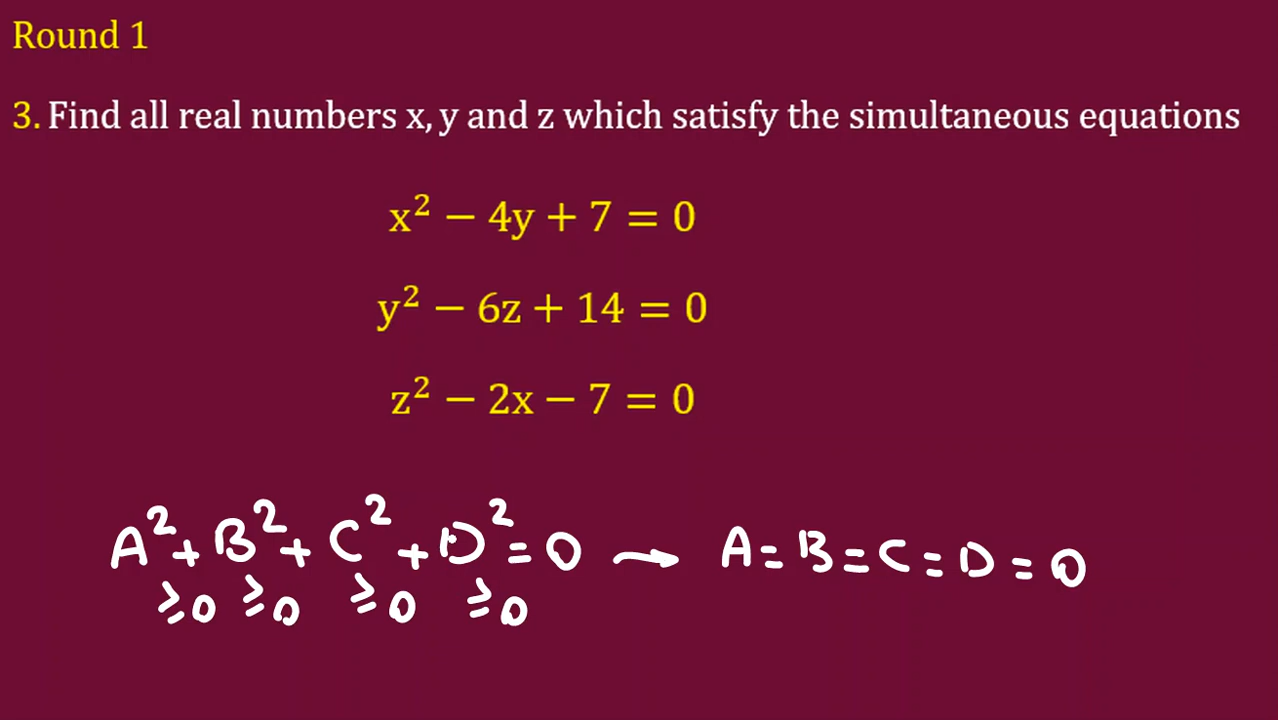 Round 1
3. Find all real numbers x, y and z which satisfy the simultaneous equations
x² − 4y + 7 = 0
y² − 6z + 14 = 0
z² − 2x − 7 = 0
A² + B² + C² + D² = 0 → A = B = C = D = 0
≥0 ≥0 ≥0 ≥0